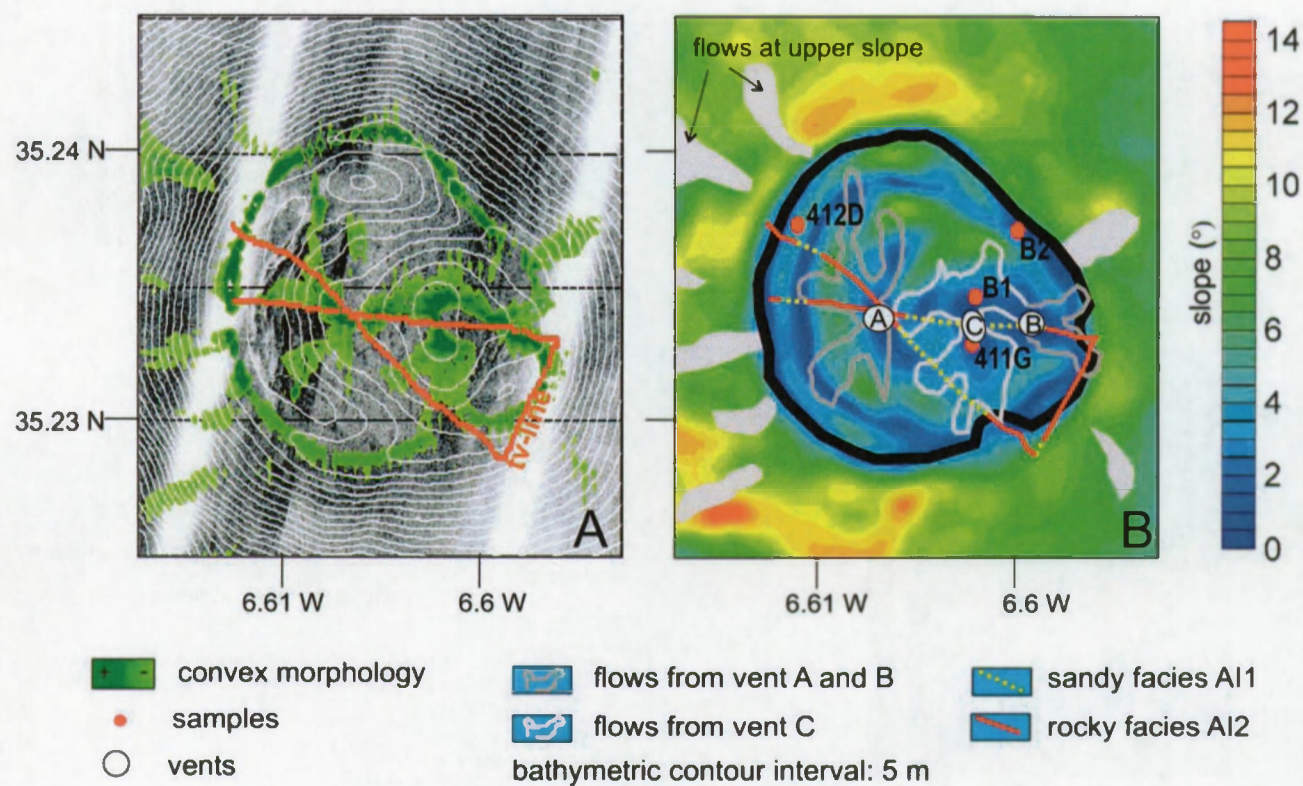 flows at upper slope
35.24 N
35.23 N
tv-line
A
6.61 W
6.6 W
412D
B2
B1
A
C
B
411G
B
6.61 W
6.6 W
slope (°)
14
12
10
8
6
4
2
0
+ -
convex morphology
samples
vents
flows from vent A and B
flows from vent C
bathymetric contour interval: 5 m
sandy facies AI1
rocky facies AI2